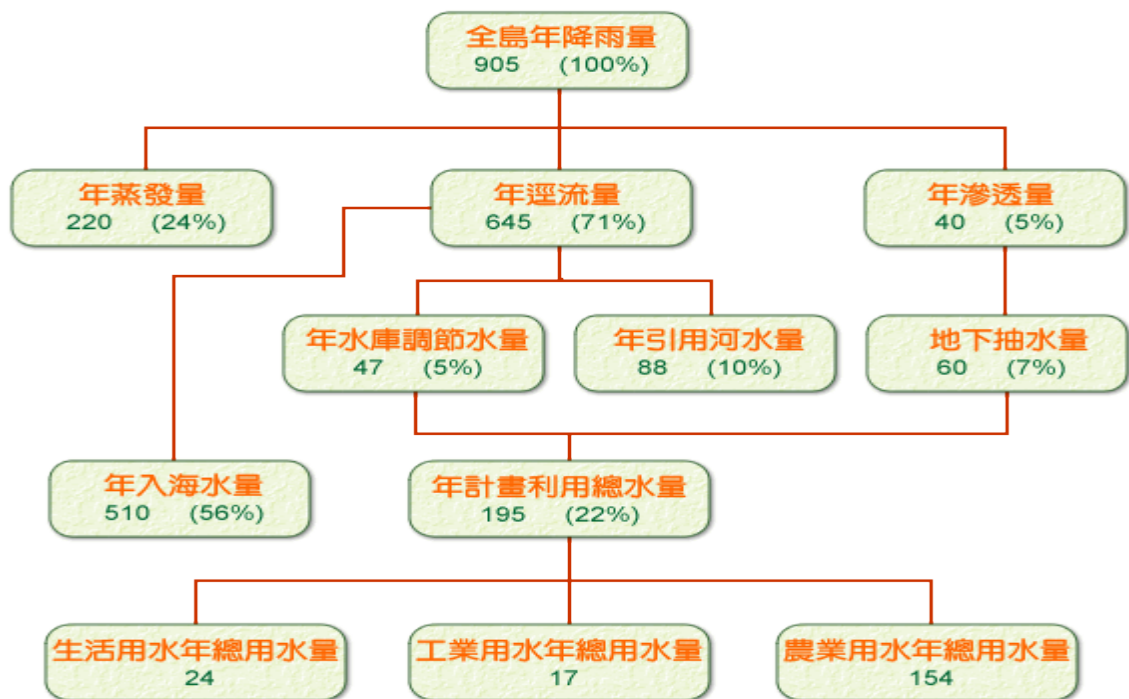 全島年降雨量
905 (100%)
年蒸發量
220 (24%)
年逕流量
645 (71%)
年滲透量
40 (5%)
年水庫調節水量
47 (5%)
年引用河水量
88 (10%)
地下抽水量
60 (7%)
年入海水量
510 (56%)
年計畫利用總水量
195 (22%)
生活用水年總用水量
24
工業用水年總用水量
17
農業用水年總用水量
154